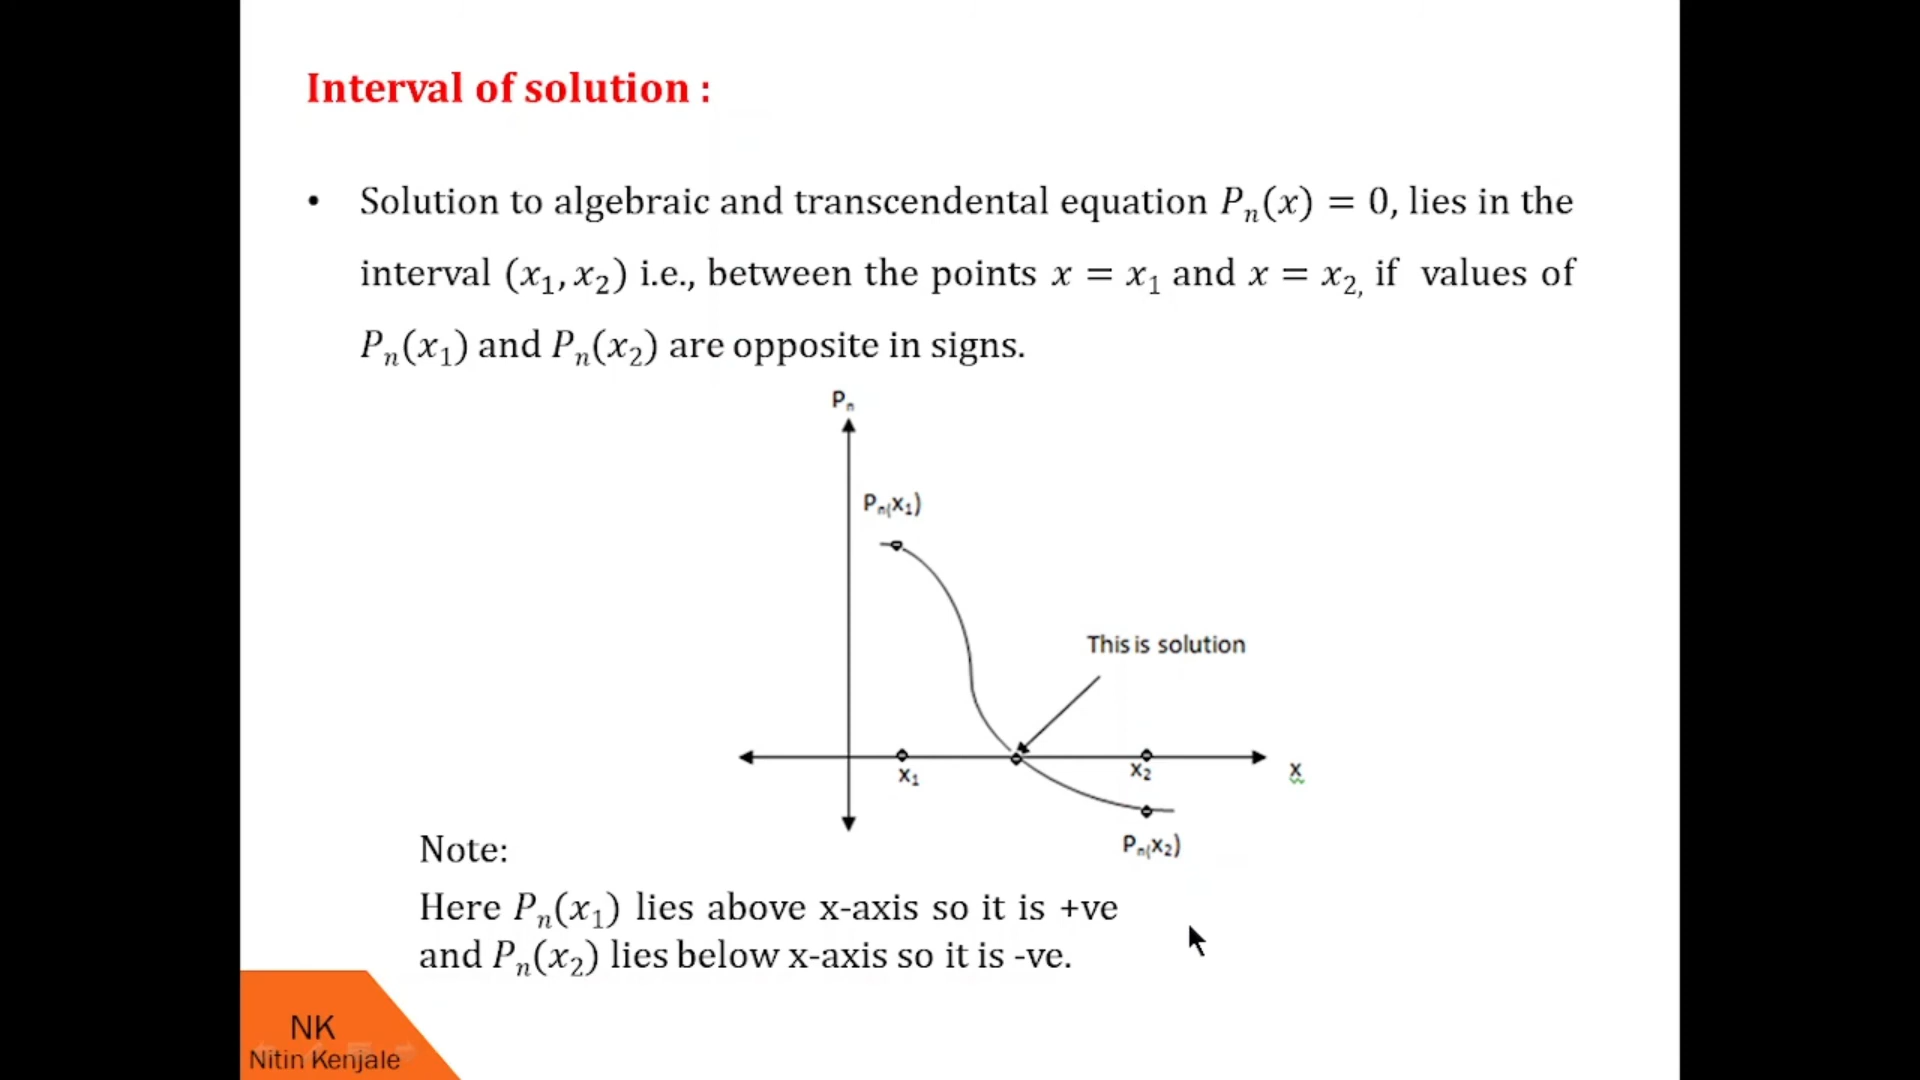 Interval of solution :
• Solution to algebraic and transcendental equation Pₙ(x) = 0, lies in the
interval (x₁, x₂) i.e., between the points x = x₁ and x = x₂, if values of
Pₙ(x₁) and Pₙ(x₂) are opposite in signs.
Pₙ
Pₙ₍x₁)
This is solution
x₁
x₂
x
Pₙ₍x₂)
Note:
Here Pₙ(x₁) lies above x-axis so it is +ve
and Pₙ(x₂) lies below x-axis so it is -ve.
NK
Nitin Kenjale